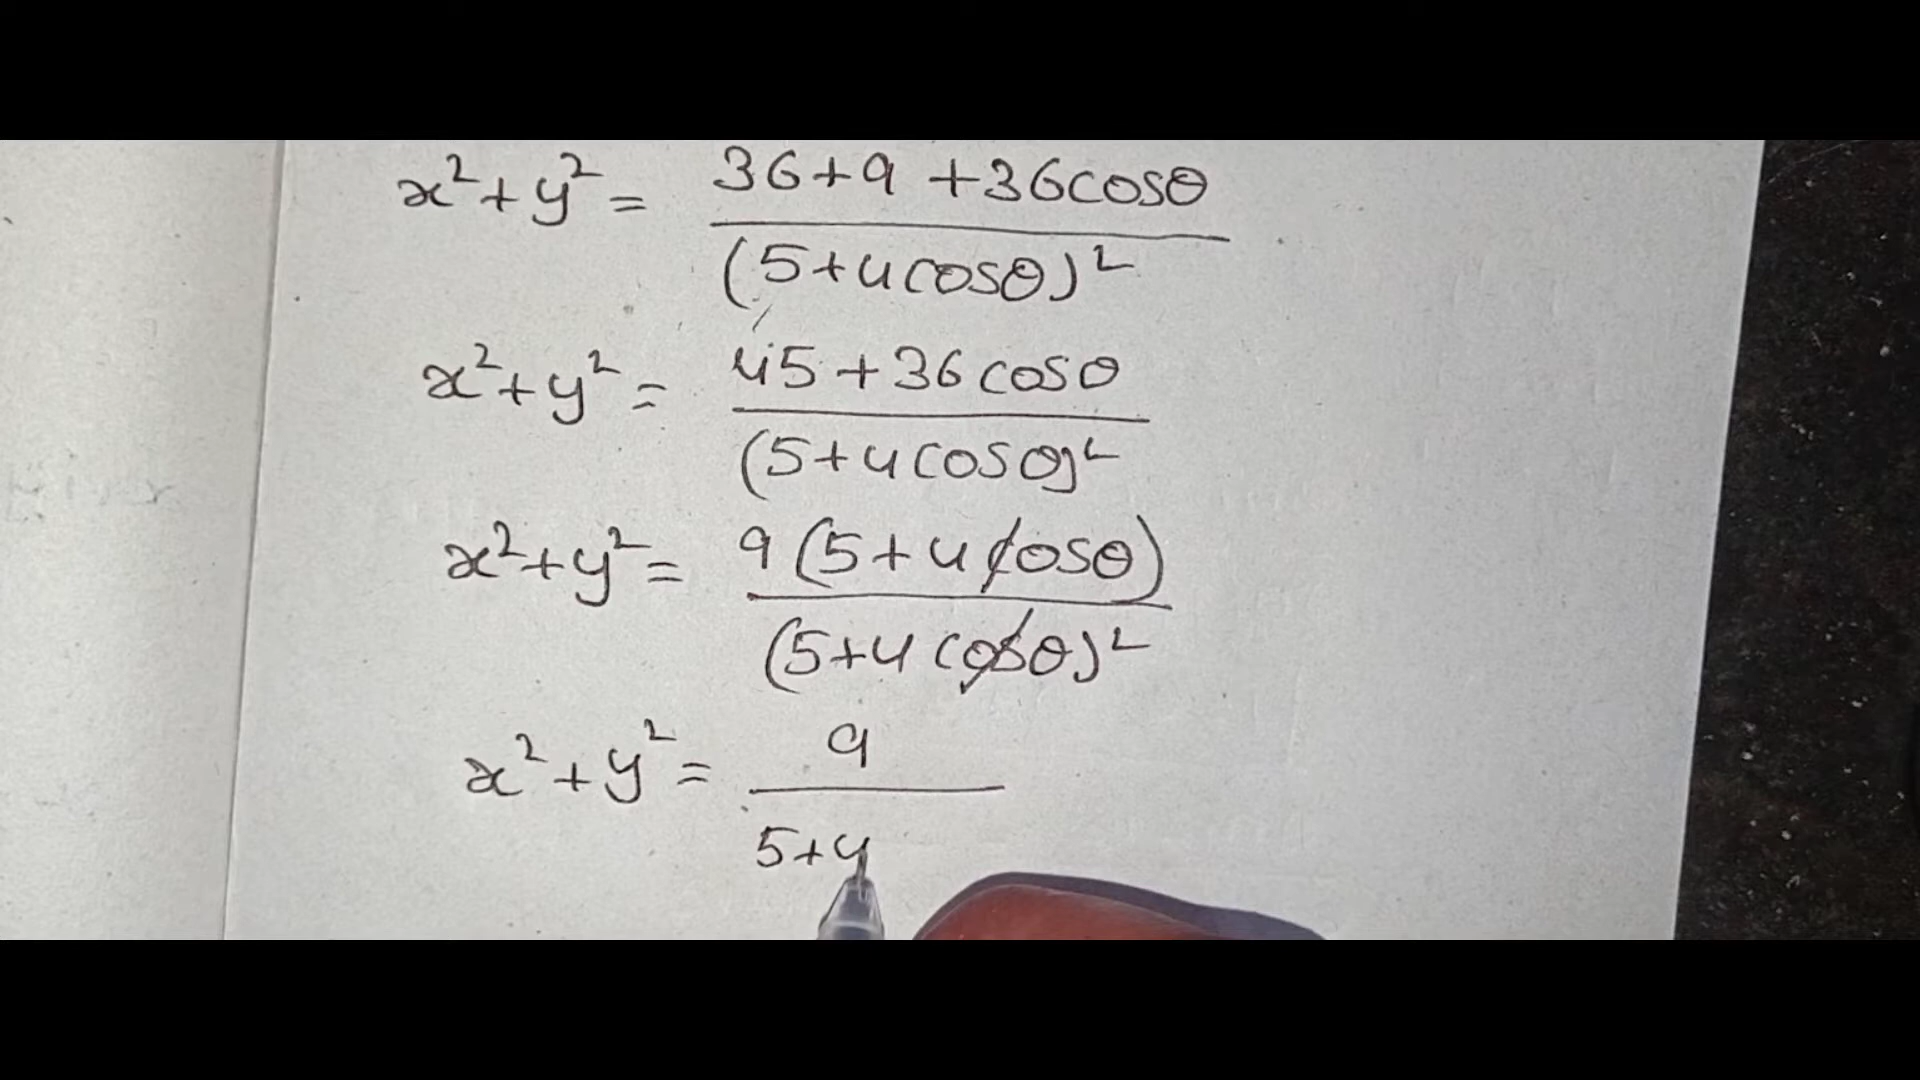 x²+y² = 36+9+36cosθ / (5+4cosθ)²
x²+y² = 45+36cosθ / (5+4cosθ)²
x²+y² = 9(5+4cosθ) / (5+4cosθ)²
x²+y² = 9 / 5+4